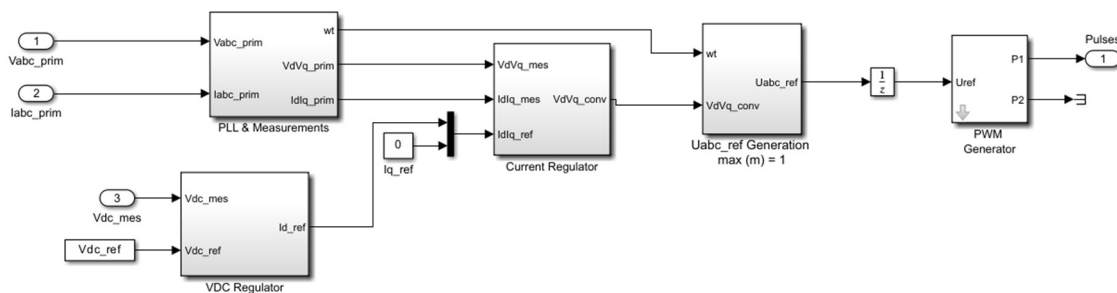 1
Vabc_prim
2
Iabc_prim
Vabc_prim
Iabc_prim
wt
VdVq_prim
IdIq_prim
PLL & Measurements
0
Iq_ref
3
Vdc_mes
Vdc_ref
Vdc_mes
Vdc_ref
Id_ref
VDC Regulator
VdVq_mes
IdIq_mes
IdIq_ref
VdVq_conv
Current Regulator
wt
VdVq_conv
Uabc_ref
Uabc_ref Generation
max (m) = 1
1
z
Uref
P1
P2
PWM
Generator
Pulses
1